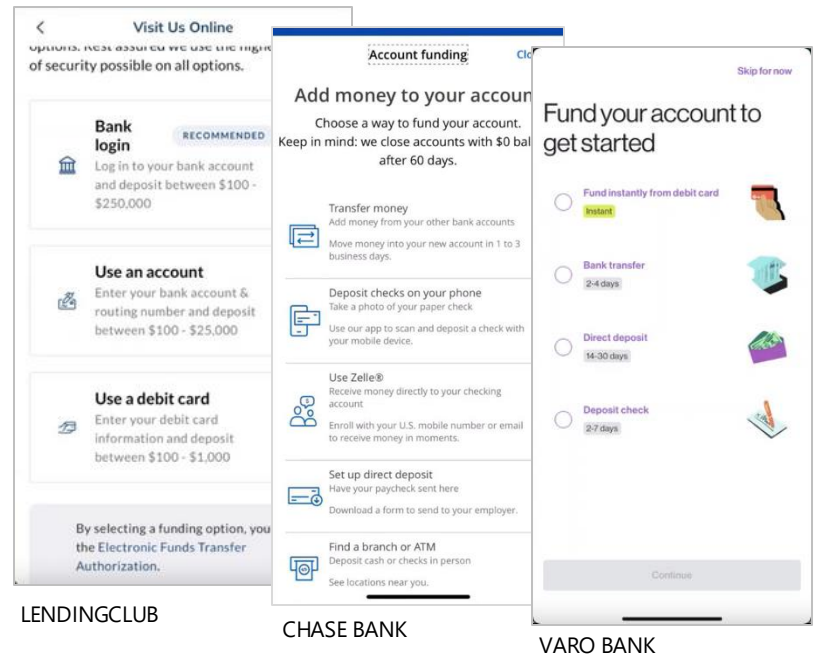 Visit Us Online
options. Rest assured we use the
of security possible on all options.
Bank
login
RECOMMENDED
Log in to your bank account
and deposit between $100 -
$250,000
Use an account
Enter your bank account &
routing number and deposit
between $100 - $25,000
Use a debit card
Enter your debit card
information and deposit
between $100 - $1,000
By selecting a funding option, you
the Electronic Funds Transfer
Authorization.
LENDINGCLUB
Account funding
Add money to your
Choose a way to fund your account.
Keep in mind: we close accounts with $0
after 60 days.
Transfer money
Add money from your other bank accounts
Move money into your new account in 1 to 3
business days.
Deposit checks on your phone
Take a photo of your paper check
Use our app to scan and deposit a check with
your mobile device.
Use Zelle®
Receive money directly to your checking
account
Enroll with your U.S. mobile number or email
to receive money in moments.
Set up direct deposit
Have your paycheck sent here
Download a form to send to your employer.
Find a branch or ATM
Deposit cash or checks in person
See locations near you.
CHASE BANK
Skip for now
Fund your account to
get started
Fund instantly from debit card
Instant
Bank transfer
2-4 days
Direct deposit
14-30 days
Deposit check
2-7 days
Continue
VARO BANK